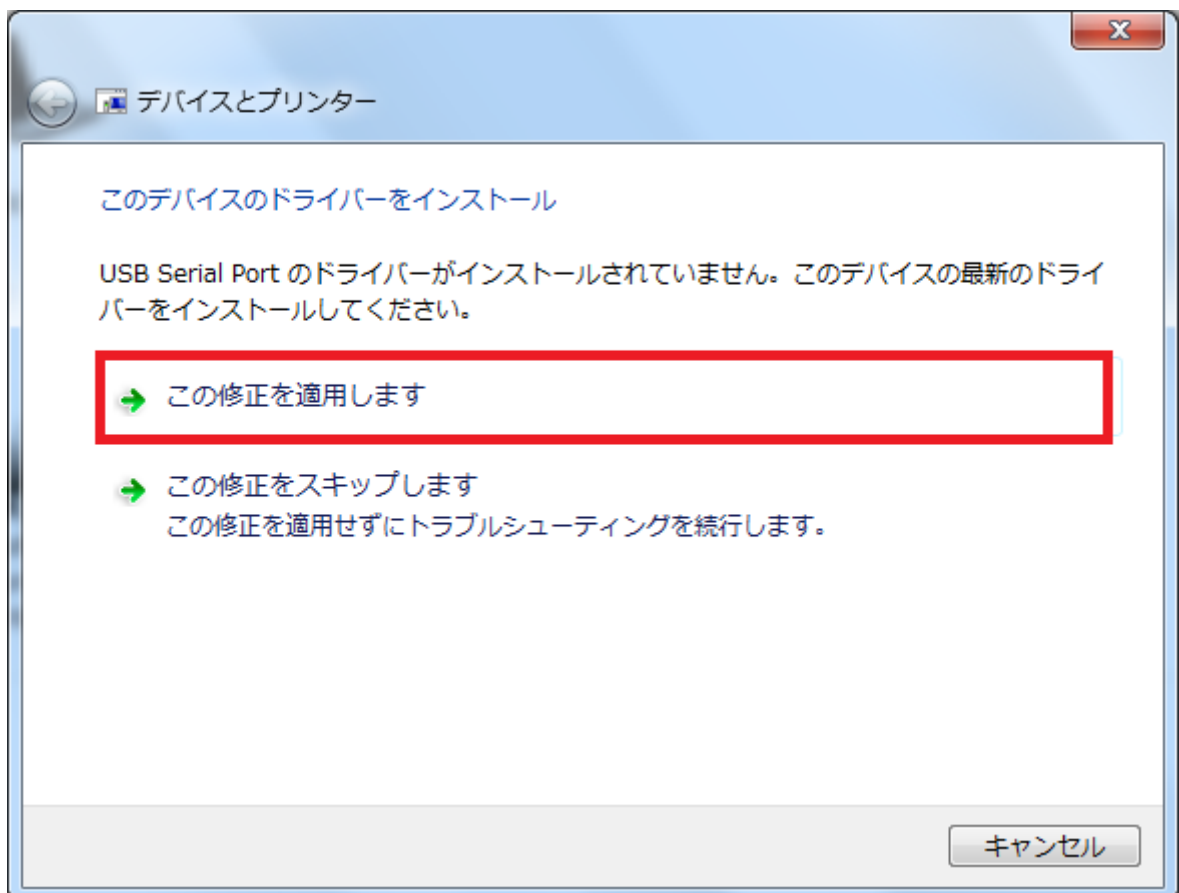 デバイスとプリンター
このデバイスのドライバーをインストール
USB Serial Port のドライバーがインストールされていません。このデバイスの最新のドライ
バーをインストールしてください。
この修正を適用します
この修正をスキップします
この修正を適用せずにトラブルシューティングを続行します。
キャンセル